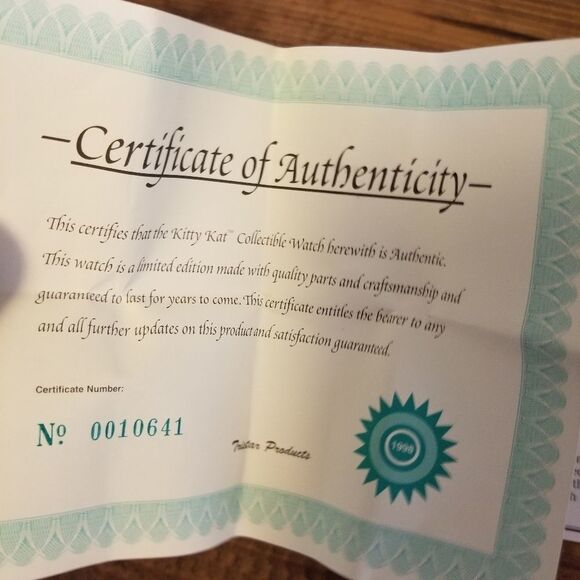 Certificate of Authenticity
This certifies that the Kitty Kat™ Collectible Watch herewith is Authentic.
This watch is a limited edition made with quality parts and craftsmanship and
guaranteed to last for years to come. This certificate entitles the bearer to any
and all further updates on this product and satisfaction guaranteed.
Certificate Number:
Nº 0010641
Tristar Products
1998